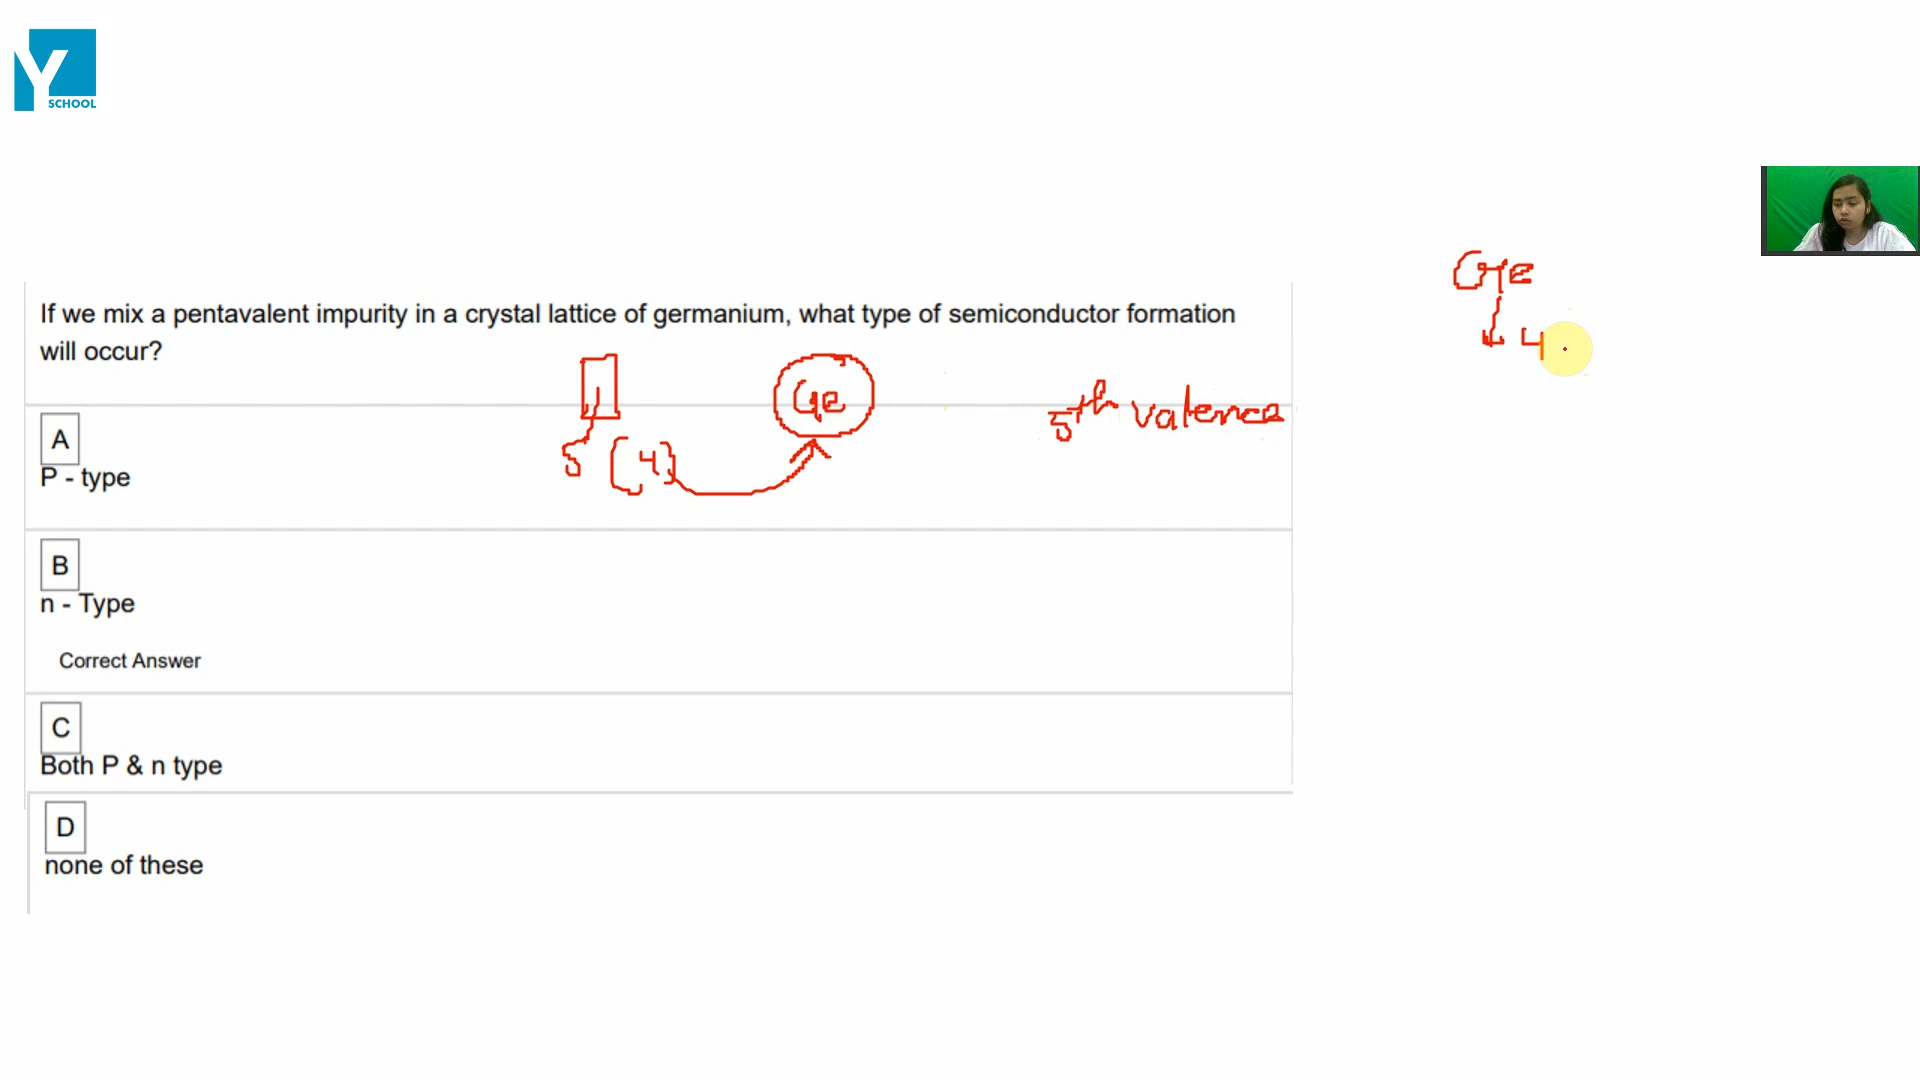 Y
SCHOOL
Ge
4
If we mix a pentavalent impurity in a crystal lattice of germanium, what type of semiconductor formation
will occur?
Ge
5th valence
5 (4)
A
P - type
B
n - Type
Correct Answer
C
Both P & n type
D
none of these